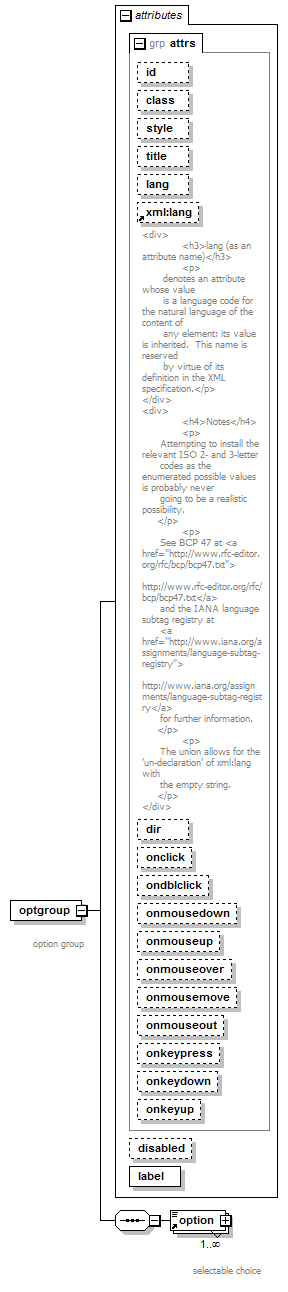 attributes
grp attrs
id
class
style
title
lang
xml:lang
<div>
<h3>lang (as an
attribute name)</h3>
<p>
denotes an attribute
whose value
is a language code for
the natural language of the
content of
any element; its value
is inherited.  This name is
reserved
by virtue of its
definition in the XML
specification.</p>
</div>
<div>
<h4>Notes</h4>
<p>
Attempting to install the
relevant ISO 2- and 3-letter
codes as the
enumerated possible values
is probably never
going to be a realistic
possibility.
</p>
<p>
See BCP 47 at <a
href="http://www.rfc-editor.
org/rfc/bcp/bcp47.txt">
http://www.rfc-editor.org/rfc/
bcp/bcp47.txt</a>
and the IANA language
subtag registry at
<a
href="http://www.iana.org/a
ssignments/language-subtag-
registry">
http://www.iana.org/assign
ments/language-subtag-regist
ry</a>
for further information.
</p>
<p>
The union allows for the
'un-declaration' of xml:lang
with
the empty string.
</p>
</div>
dir
onclick
ondblclick
optgroup
onmousedown
option group
onmouseup
onmouseover
onmousemove
onmouseout
onkeypress
onkeydown
onkeyup
disabled
label
option
1..∞
selectable choice